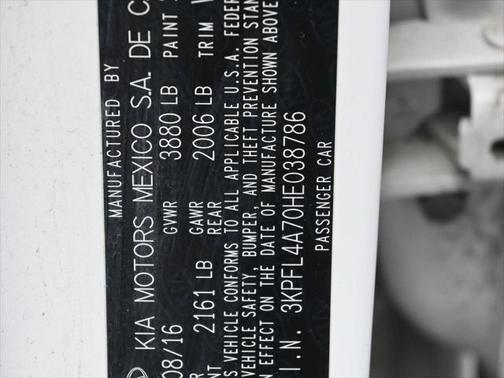 MANUFACTURED BY
KIA MOTORS MEXICO S.A. DE C
08/16 GVWR 3880 LB PAINT
GAWR
2161 LB REAR 2006 LB TRIM
VEHICLE CONFORMS TO ALL APPLICABLE U.S.A. FEDER
VEHICLE SAFETY, BUMPER, AND THEFT PREVENTION STAN
N EFFECT ON THE DATE OF MANUFACTURE SHOWN ABOVE
I.N. 3KPFL4A70HE038786
PASSENGER CAR